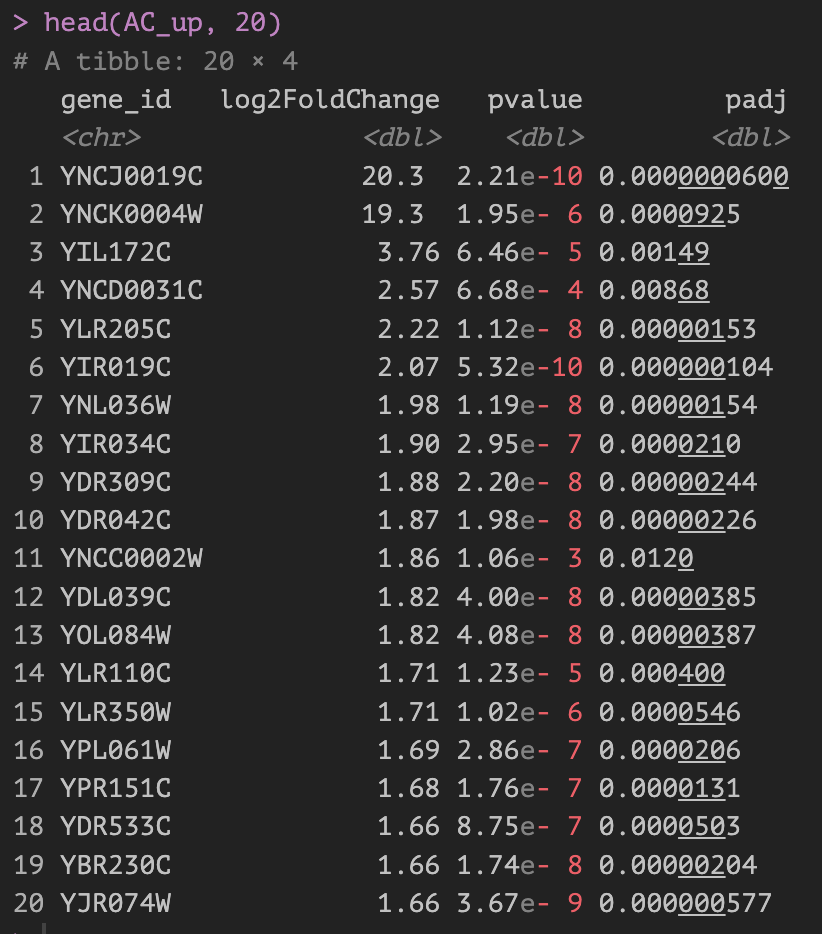 > head(AC_up, 20)
# A tibble: 20 × 4
   gene_id   log2FoldChange   pvalue         padj
   <chr>              <dbl>    <dbl>        <dbl>
 1 YNCJ0019C          20.3  2.21e-10 0.0000000600
 2 YNCK0004W          19.3  1.95e- 6 0.0000925
 3 YIL172C             3.76 6.46e- 5 0.00149
 4 YNCD0031C           2.57 6.68e- 4 0.00868
 5 YLR205C             2.22 1.12e- 8 0.00000153
 6 YIR019C             2.07 5.32e-10 0.000000104
 7 YNL036W             1.98 1.19e- 8 0.00000154
 8 YIR034C             1.90 2.95e- 7 0.0000210
 9 YDR309C             1.88 2.20e- 8 0.00000244
10 YDR042C             1.87 1.98e- 8 0.00000226
11 YNCC0002W           1.86 1.06e- 3 0.0120
12 YDL039C             1.82 4.00e- 8 0.00000385
13 YOL084W             1.82 4.08e- 8 0.00000387
14 YLR110C             1.71 1.23e- 5 0.000400
15 YLR350W             1.71 1.02e- 6 0.0000546
16 YPL061W             1.69 2.86e- 7 0.0000206
17 YPR151C             1.68 1.76e- 7 0.0000131
18 YDR533C             1.66 8.75e- 7 0.0000503
19 YBR230C             1.66 1.74e- 8 0.00000204
20 YJR074W             1.66 3.67e- 9 0.000000577